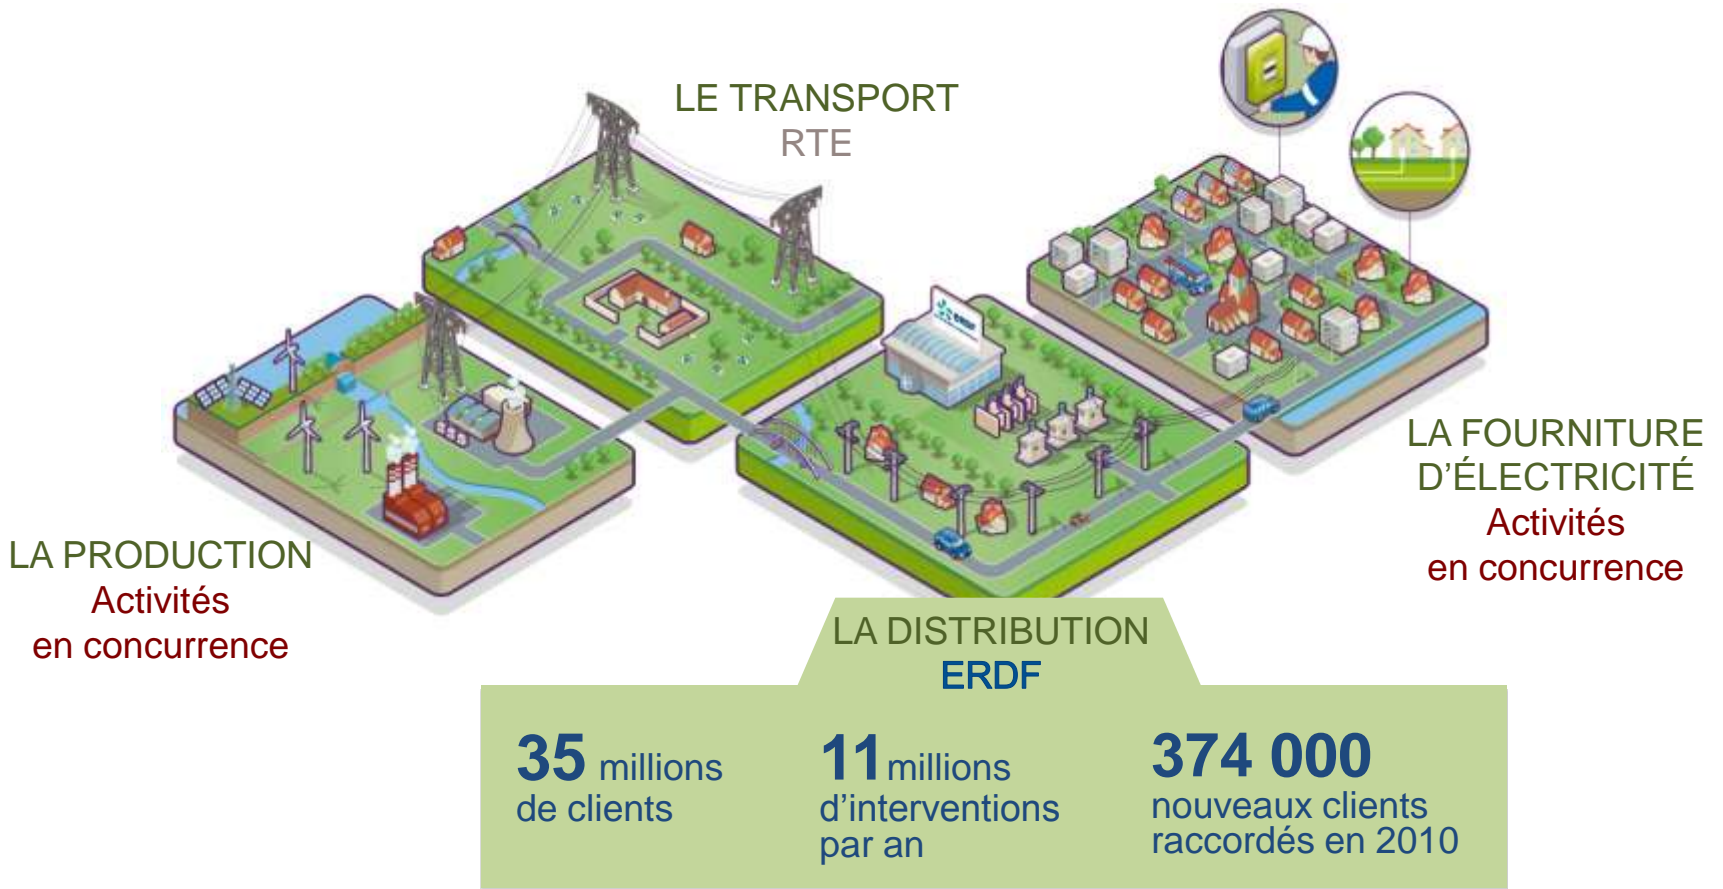 LE TRANSPORT
RTE
ERDF
LA FOURNITURE
D'ÉLECTRICITÉ
Activités
en concurrence
LA PRODUCTION
Activités
en concurrence
LA DISTRIBUTION
ERDF
35 millions
de clients
11 millions
d'interventions
par an
374 000
nouveaux clients
raccordés en 2010